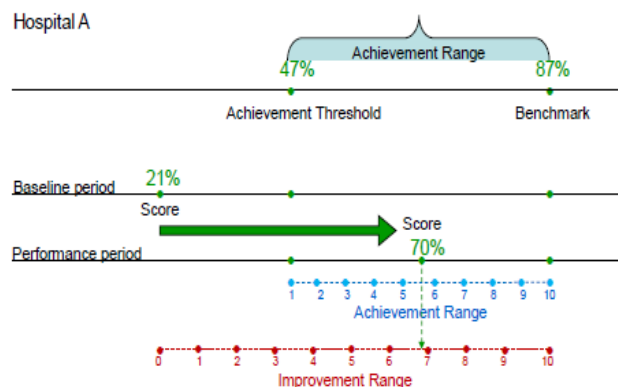 Hospital A
Achievement Range
47% 87%
Achievement Threshold Benchmark
21%
Baseline period
Score Score
70%
Performance period
1 2 3 4 5 6 7 8 9 10
Achievement Range
0 1 2 3 4 5 6 7 8 9 10
Improvement Range